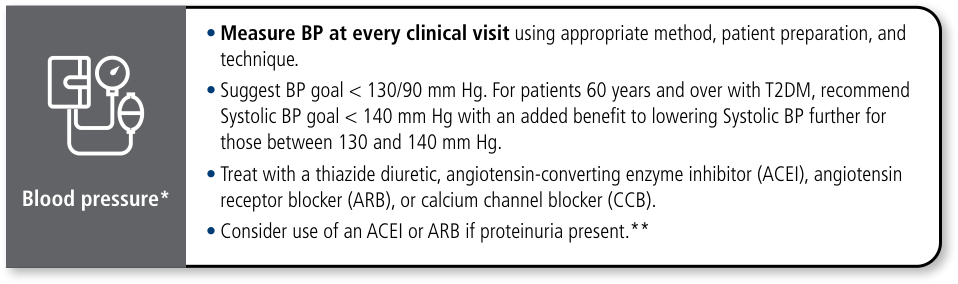 Blood pressure*
• Measure BP at every clinical visit using appropriate method, patient preparation, and
technique.
• Suggest BP goal < 130/90 mm Hg. For patients 60 years and over with T2DM, recommend
Systolic BP goal < 140 mm Hg with an added benefit to lowering Systolic BP further for
those between 130 and 140 mm Hg.
• Treat with a thiazide diuretic, angiotensin-converting enzyme inhibitor (ACEI), angiotensin
receptor blocker (ARB), or calcium channel blocker (CCB).
• Consider use of an ACEI or ARB if proteinuria present.**